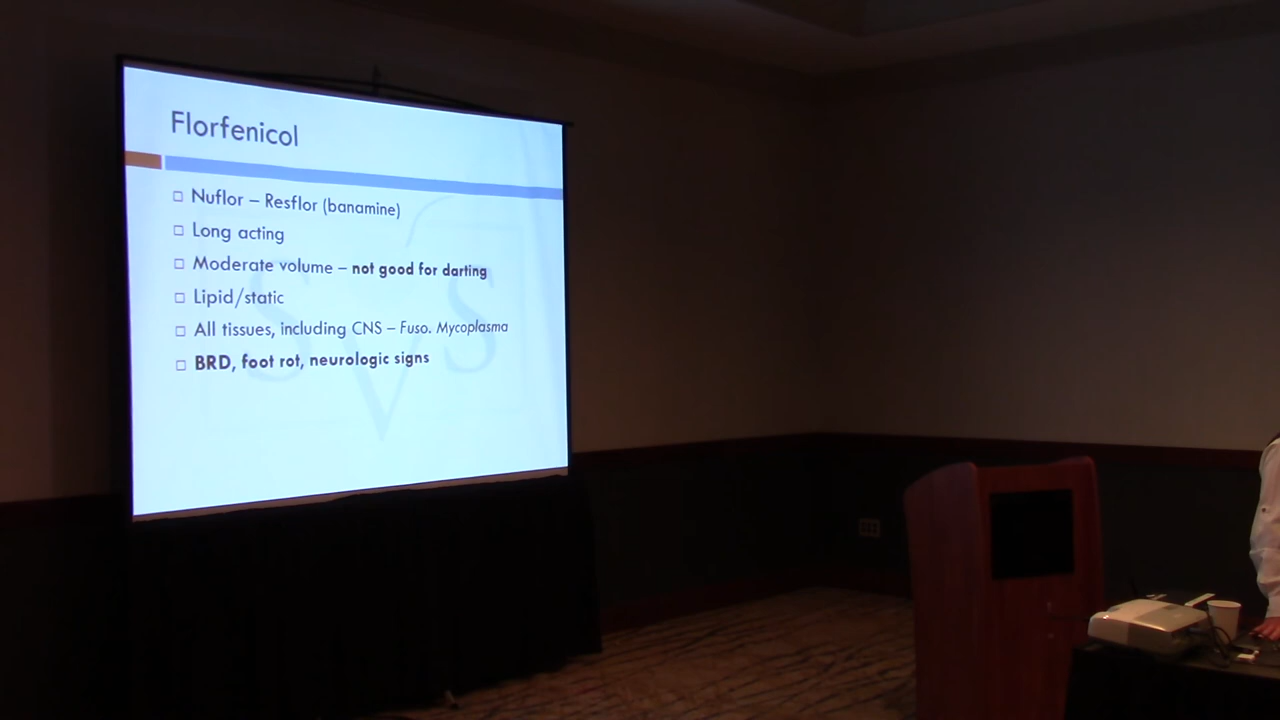 Florfenicol
Nuflor – Resflor (banamine)
Long acting
Moderate volume – not good for darting
Lipid/static
All tissues, including CNS – Fuso. Mycoplasma
BRD, foot rot, neurologic signs
S V S